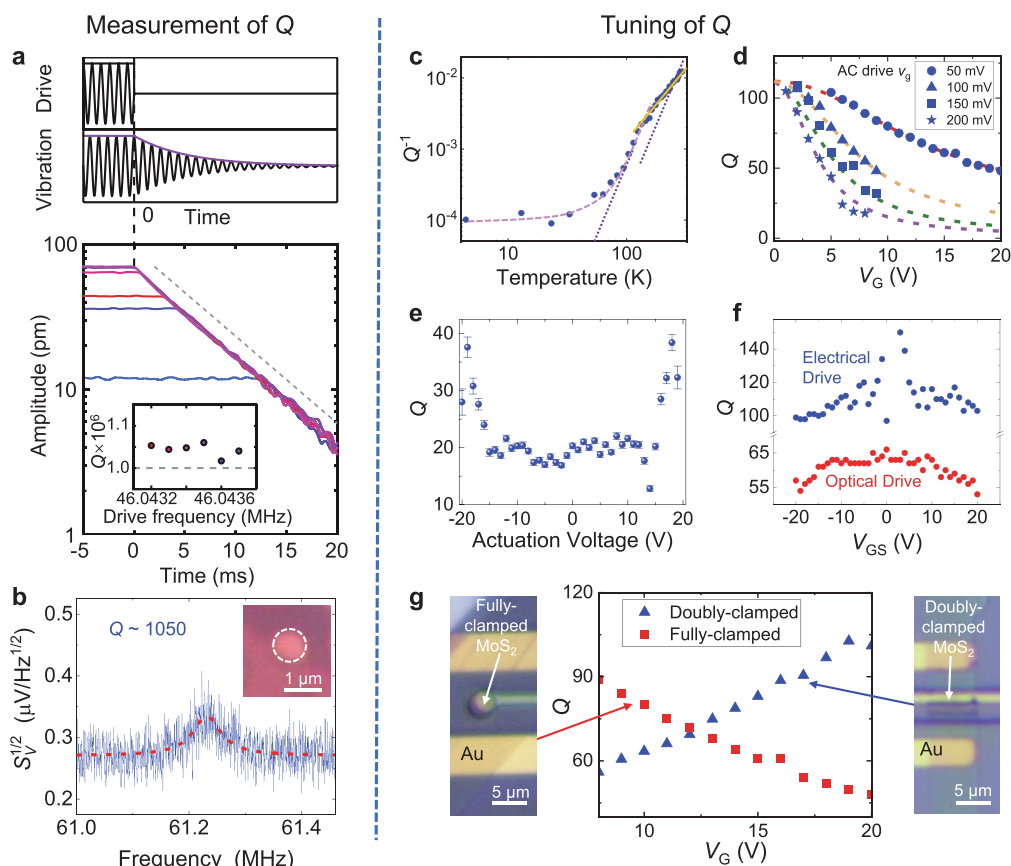 Measurement of Q
Tuning of Q
a
Drive
Vibration
0
Time
100
10
1
Amplitude (pm)
-5 0 5 10 15 20
Time (ms)
1.1
1.0
Q×10⁶
46.0432 46.0436
Drive frequency (MHz)
b
Q ~ 1050
1 µm
0.5
0.4
0.3
0.2
S_V^1/2 (µV/Hz^1/2)
61.0 61.2 61.4
Frequency (MHz)
c
10⁻²
10⁻³
10⁻⁴
Q⁻¹
10 100
Temperature (K)
d
AC drive v_g
50 mV
100 mV
150 mV
200 mV
100
50
0
Q
0 5 10 15 20
V_G (V)
e
40
30
20
10
Q
-20 -10 0 10 20
Actuation Voltage (V)
f
Electrical
Drive
Optical Drive
140
120
100
65
55
Q
-20 -10 0 10 20
V_GS (V)
g
Fully-
clamped
MoS₂
Au
5 µm
Doubly-clamped
Fully-clamped
120
90
60
Q
10 12 14 16 18 20
V_G (V)
Doubly-
clamped
MoS₂
Au
5 µm